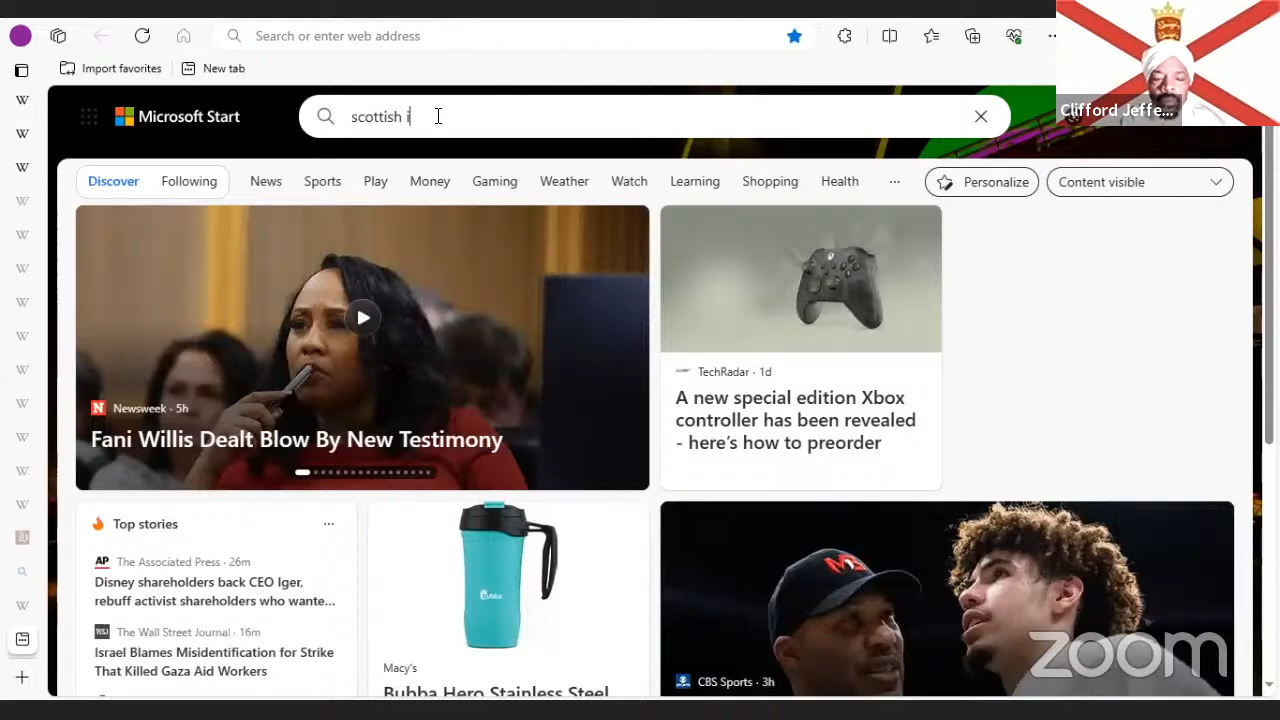 Search or enter web address
Import favorites
New tab
Clifford Jeffe...
Microsoft Start
scottish i
Discover
Following
News
Sports
Play
Money
Gaming
Weather
Watch
Learning
Shopping
Health
...
Personalize
Content visible
N Newsweek · 5h
Fani Willis Dealt Blow By New Testimony
TechRadar · 1d
A new special edition Xbox
controller has been revealed
- here's how to preorder
Top stories
...
AP The Associated Press · 26m
Disney shareholders back CEO Iger,
rebuff activist shareholders who wante...
WSJ The Wall Street Journal · 16m
Israel Blames Misidentification for Strike
That Killed Gaza Aid Workers
bubba
Macy's
Bubba Hero Stainless Steel
CBS Sports · 3h
zoom